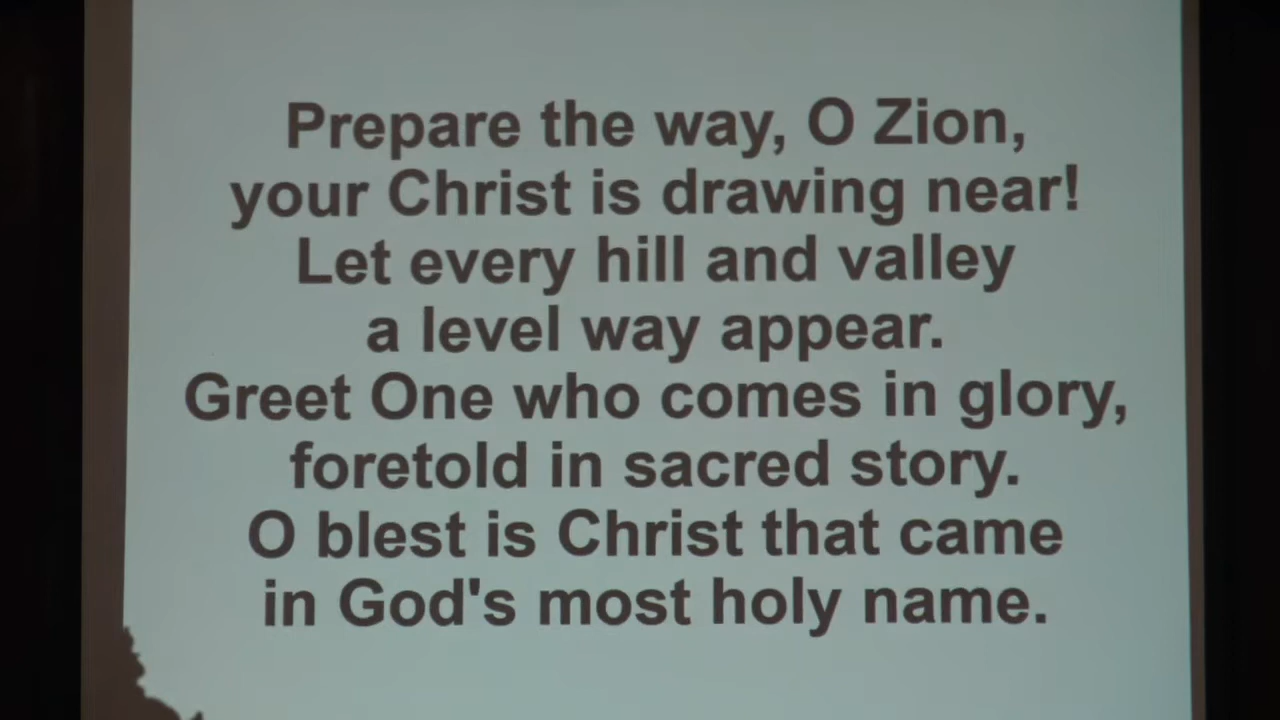 Prepare the way, O Zion,
your Christ is drawing near!
Let every hill and valley
a level way appear.
Greet One who comes in glory,
foretold in sacred story.
O blest is Christ that came
in God's most holy name.